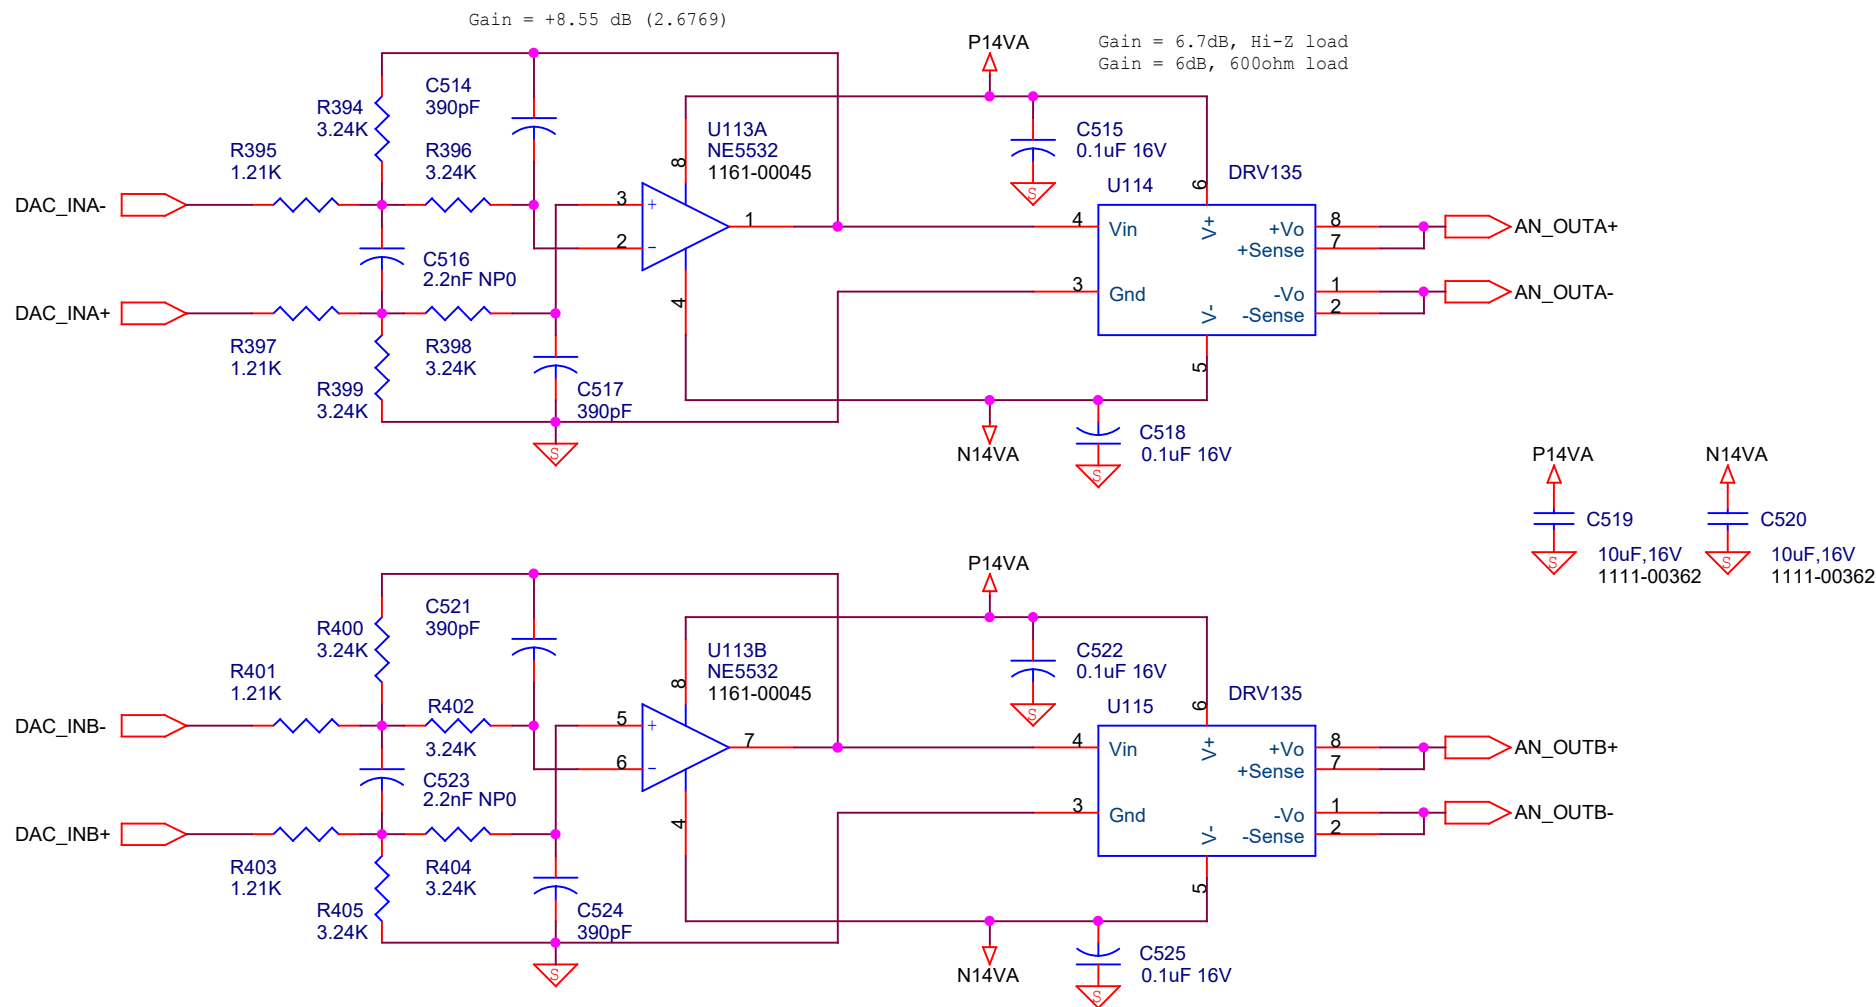 Gain = +8.55 dB (2.6769)
P14VA
Gain = 6.7dB, Hi-Z load
Gain = 6dB, 600ohm load
C514
390pF
R394
3.24K
R395
1.21K
R396
3.24K
U113A
NE5532
1161-00045
8
C515
0.1uF 16V
S
U114
DRV135
6
DAC_INA-
3
+
2
-
1
4
4
Vin
V+
+Vo
8
+Sense
7
AN_OUTA+
C516
2.2nF NP0
3
Gnd
V-
-Vo
1
-Sense
2
AN_OUTA-
DAC_INA+
R397
1.21K
R398
3.24K
R399
3.24K
C517
390pF
5
S
N14VA
C518
0.1uF 16V
S
P14VA
N14VA
C519
10uF,16V
1111-00362
S
C520
10uF,16V
1111-00362
S
P14VA
C521
390pF
R400
3.24K
R401
1.21K
R402
3.24K
U113B
NE5532
1161-00045
8
C522
0.1uF 16V
S
U115
DRV135
6
DAC_INB-
5
+
6
-
7
4
4
Vin
V+
+Vo
8
+Sense
7
AN_OUTB+
C523
2.2nF NP0
3
Gnd
V-
-Vo
1
-Sense
2
AN_OUTB-
DAC_INB+
R403
1.21K
R404
3.24K
R405
3.24K
C524
390pF
5
S
N14VA
C525
0.1uF 16V
S